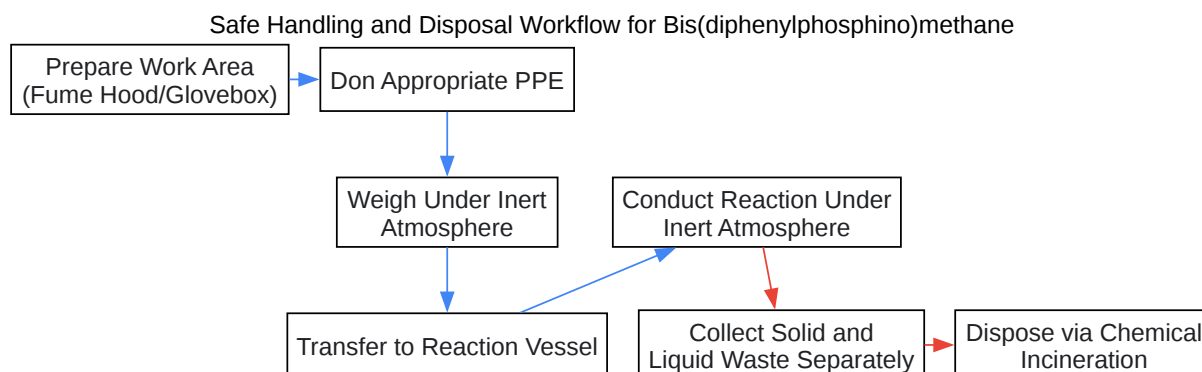 Safe Handling and Disposal Workflow for Bis(diphenylphosphino)methane
Prepare Work Area
(Fume Hood/Glovebox)
Don Appropriate PPE
Weigh Under Inert
Atmosphere
Transfer to Reaction Vessel
Conduct Reaction Under
Inert Atmosphere
Collect Solid and
Liquid Waste Separately
Dispose via Chemical
Incineration